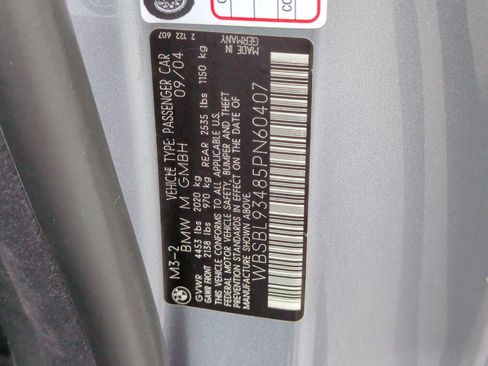 M3-2 VEHICLE TYPE: PASSENGER CAR
BMW M GMBH 09/04
GVWR 4453 lbs 2020 kg
GAWR FRONT 2138 lbs 970 kg REAR 2535 lbs 1150 kg
THIS VEHICLE CONFORMS TO ALL APPLICABLE U.S.
FEDERAL MOTOR VEHICLE SAFETY, BUMPER, AND THEFT
PREVENTION STANDARDS IN EFFECT ON THE DATE OF
MANUFACTURE SHOWN ABOVE.
WBSBL93485PN60407
MADE IN
GERMANY
2 122 607